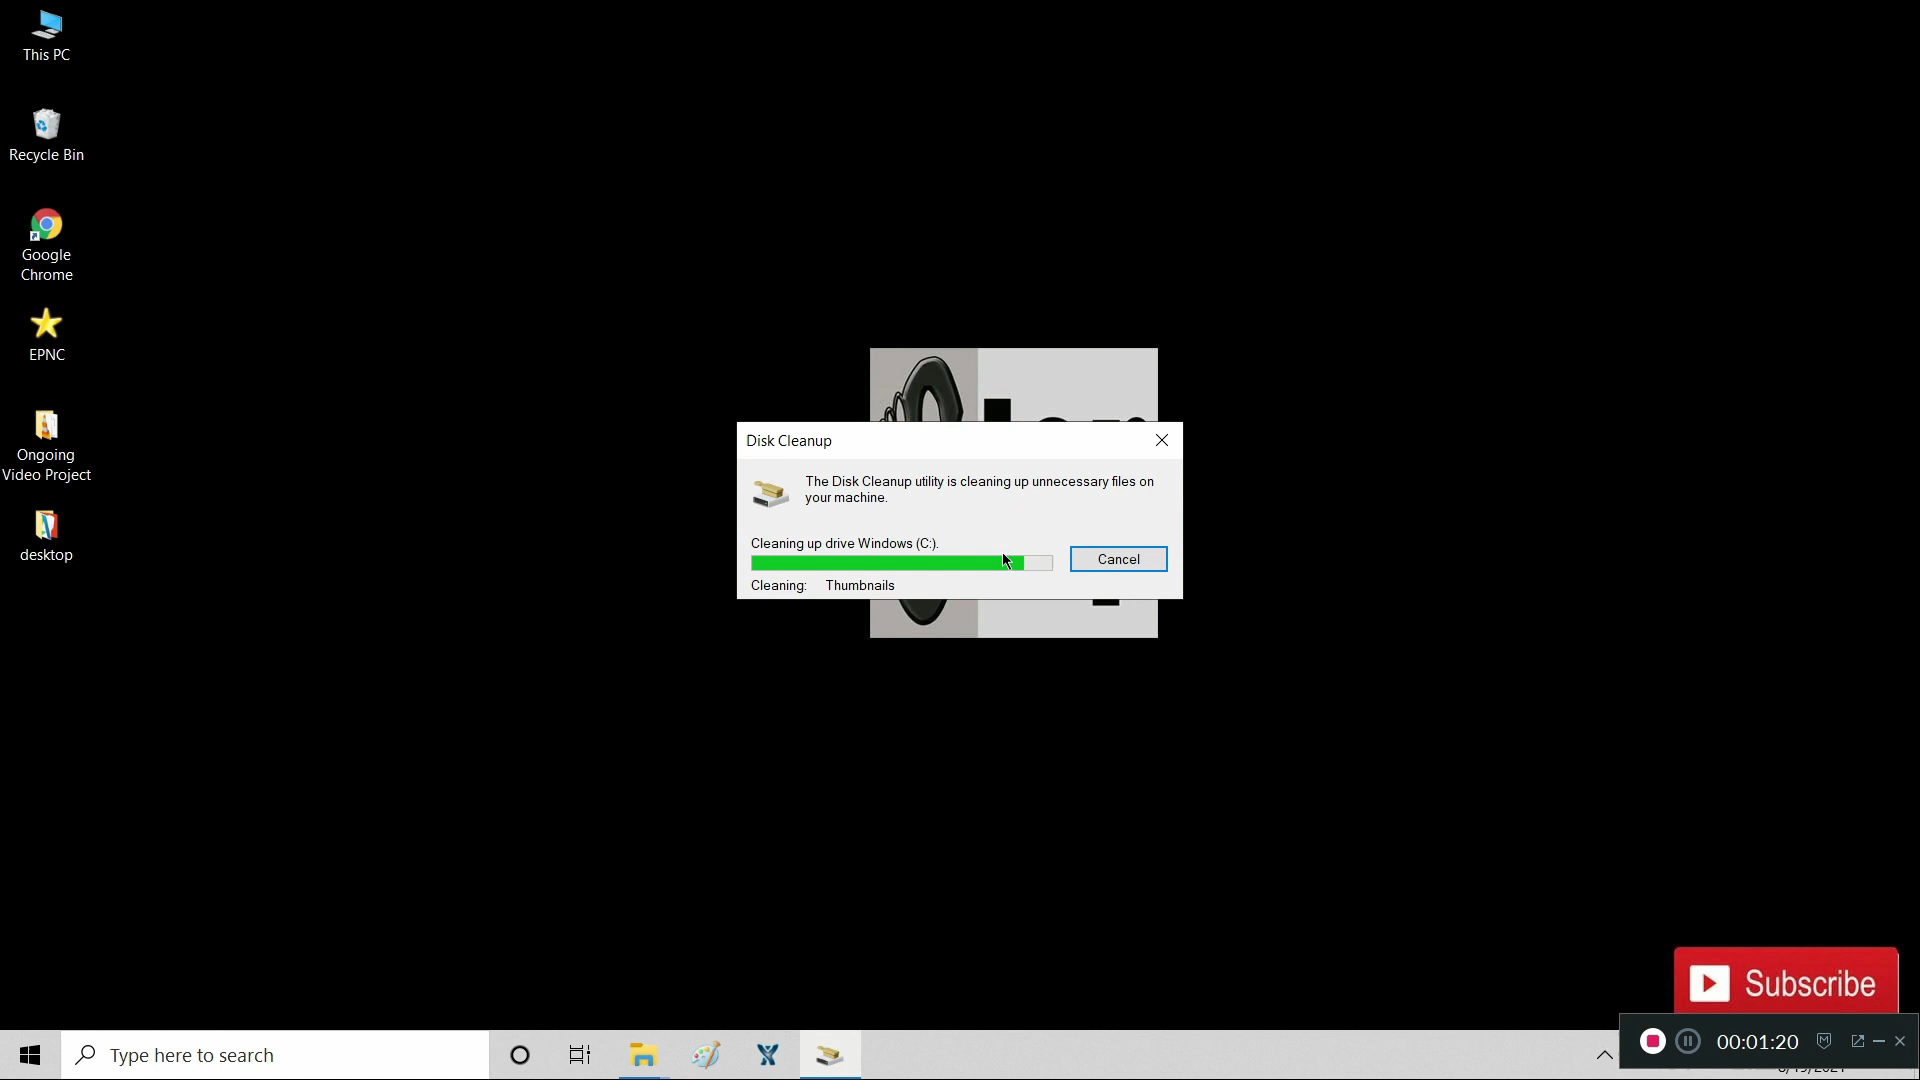 This PC
Recycle Bin
Google
Chrome
EPNC
Ongoing
Video Project
desktop
Disk Cleanup
The Disk Cleanup utility is cleaning up unnecessary files on
your machine.
Cleaning up drive Windows (C:).
Cancel
Cleaning: Thumbnails
Subscribe
Type here to search
00:01:20